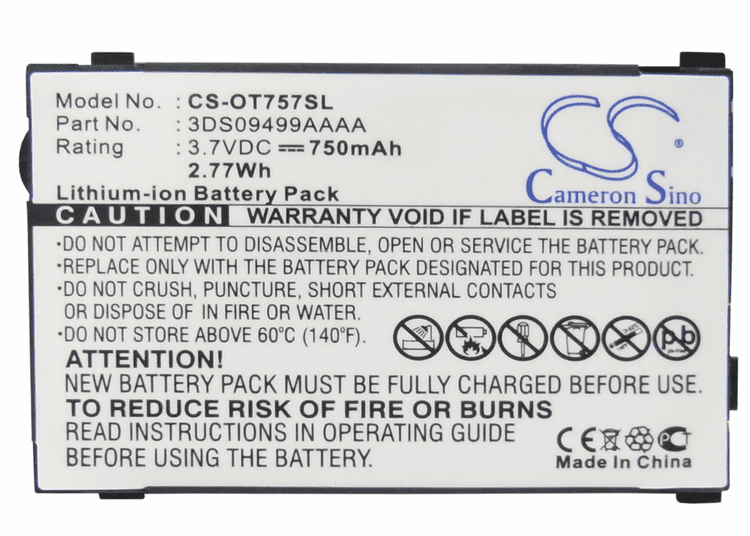 Model No. : CS-OT757SL
Part No. : 3DS09499AAAA
Rating : 3.7VDC ⎓ 750mAh
2.77Wh
Lithium-ion Battery Pack
CS
Cameron Sino
CAUTION WARRANTY VOID IF LABEL IS REMOVED
•DO NOT ATTEMPT TO DISASSEMBLE, OPEN OR SERVICE THE BATTERY PACK.
•REPLACE ONLY WITH BATTERY PACK DESIGNATED FOR THIS MACHINE.
•DO NOT CRUSH, PUNCTURE, SHORT EXTERNAL CONTACTS
OR DISPOSE OF IN FIRE OR WATER.
•DO NOT STORE ABOVE 60°C (140°F).
Pb
ATTENTION!
NEW BATTERY PACK MUST BE FULLY CHARGED BEFORE USE.
TO REDUCE RISK OF FIRE OR BURNS
READ INSTRUCTIONS IN OPERATING GUIDE
BEFORE USING THE BATTERY PACK.
CE PCT
Made In China